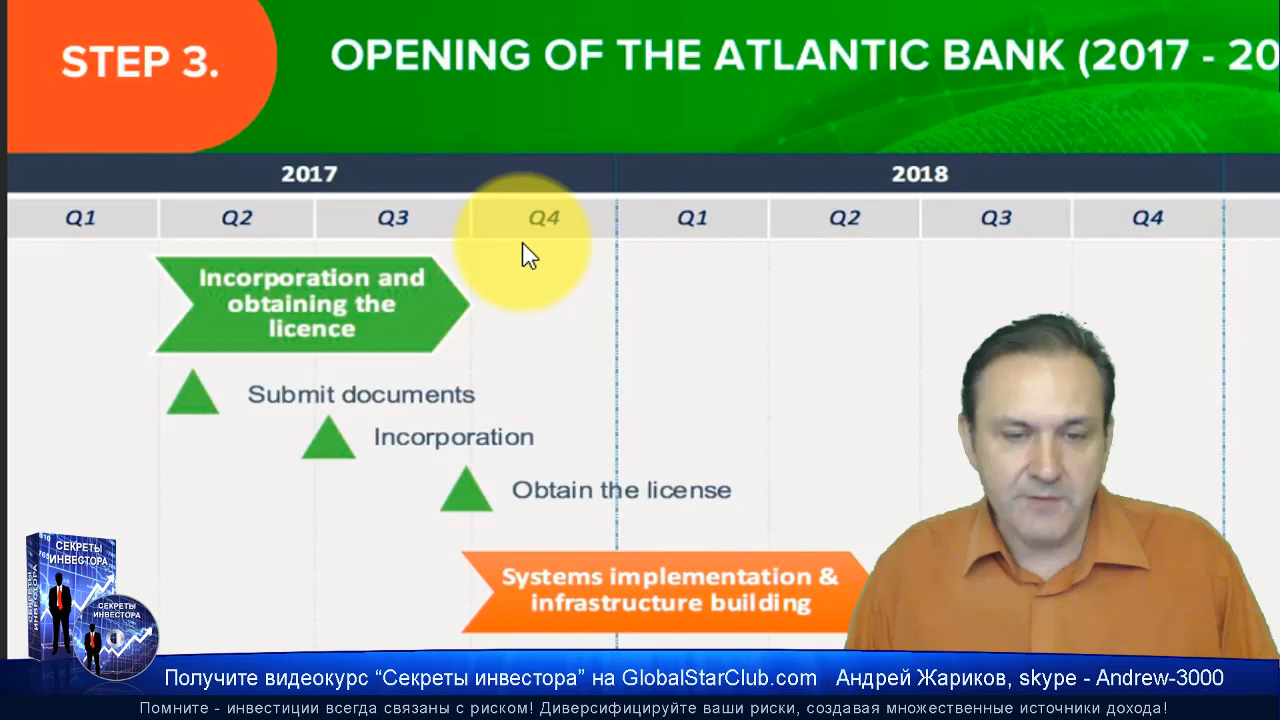 STEP 3.
OPENING OF THE ATLANTIC BANK (2017 - 20
2017
2018
Q1 Q2 Q3 Q4 Q1 Q2 Q3 Q4
Incorporation and
obtaining the
licence
Submit documents
Incorporation
Obtain the license
Systems implementation &
infrastructure building
СЕКРЕТЫ
ИНВЕСТОРА
СЕКРЕТЫ
ИНВЕСТОРА
СЕКРЕТЫ
ИНВЕСТОРА
Получите видеокурс “Секреты инвестора” на GlobalStarClub.com Андрей Жариков, skype - Andrew-3000
Помните - инвестиции всегда связаны с риском! Диверсифицируйте ваши риски, создавая множественные источники дохода!